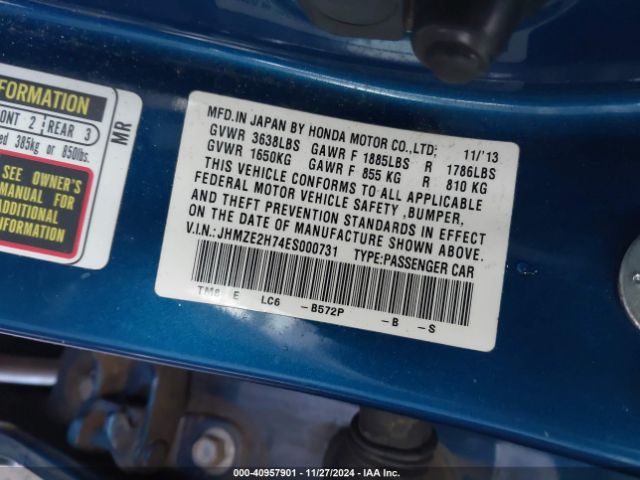 FORMATION
ONT 2 REAR 3
ed 385kg or 850lbs.
SEE OWNER'S
MANUAL FOR
ADDITIONAL
INFORMATION
MR
MFD.IN JAPAN BY HONDA MOTOR CO.,LTD: 11/'13
GVWR 3638LBS GAWR F 1885LBS R 1786LBS
GVWR 1650KG GAWR F 855 KG R 810 KG
THIS VEHICLE CONFORMS TO ALL APPLICABLE
FEDERAL MOTOR VEHICLE SAFETY ,BUMPER,
AND THEFT PREVENTION STANDARDS IN EFFECT
ON THE DATE OF MANUFACTURE SHOWN ABOVE.
V.I.N.: JHMZE2H74ES000731 TYPE:PASSENGER CAR
TM8 E LC6 -B572P -B -S
000-40957901 - 11/27/2024 - IAA Inc.